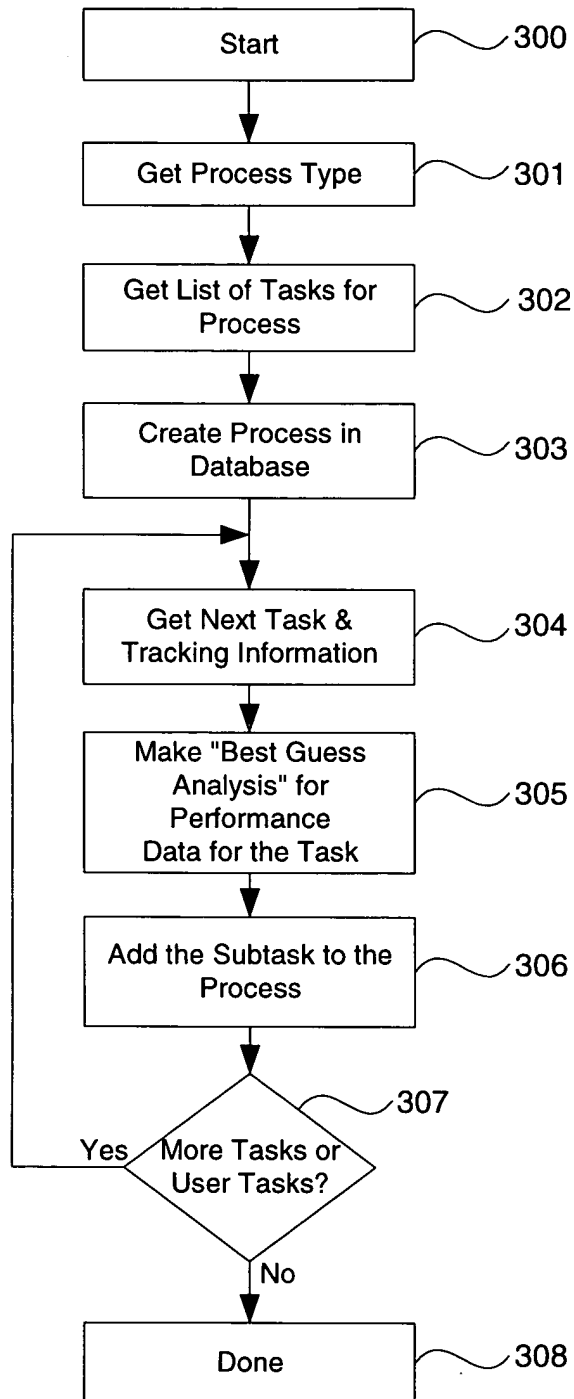 Start
300
Get Process Type
301
Get List of Tasks for
Process
302
Create Process in
Database
303
Get Next Task &
Tracking Information
304
Make "Best Guess
Analysis" for
Performance
Data for the Task
305
Add the Subtask to the
Process
306
307
Yes
More Tasks or
User Tasks?
No
Done
308